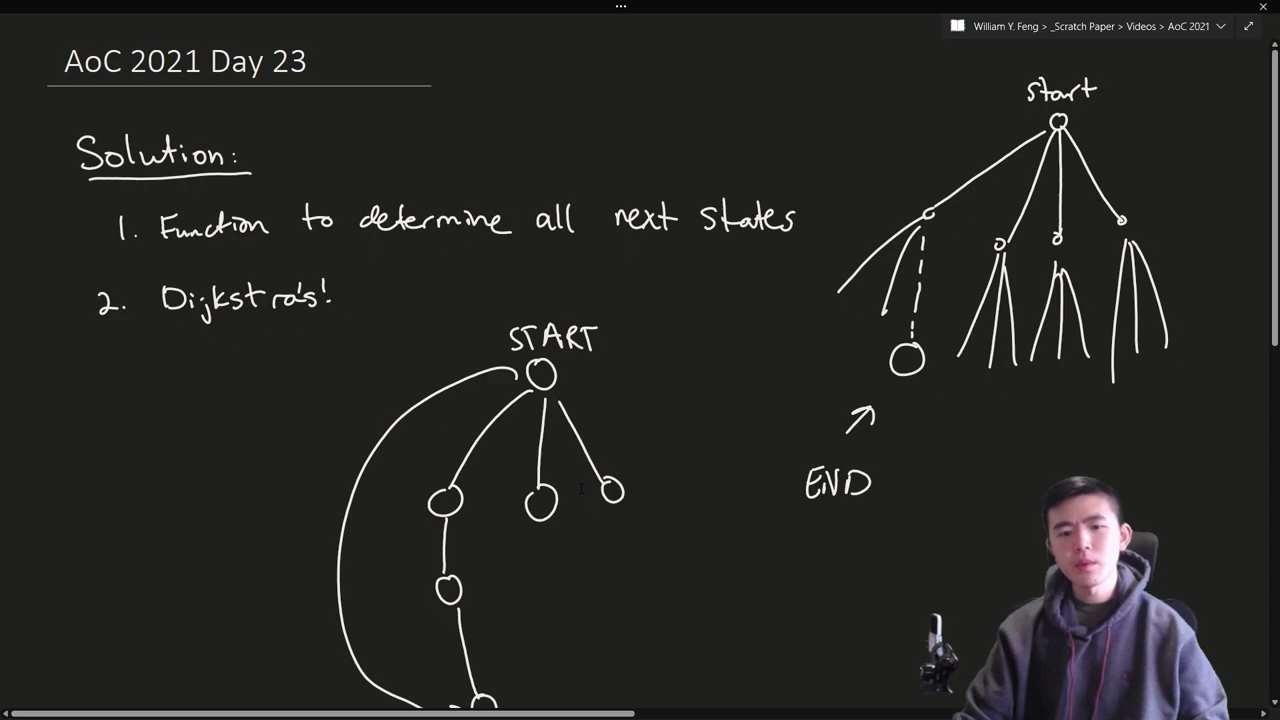 William Y. Feng > _Scratch Paper > Videos > AoC 2021
AoC 2021 Day 23
Solution:
1. Function to determine all next states
2. Dijkstra's!
START
start
END